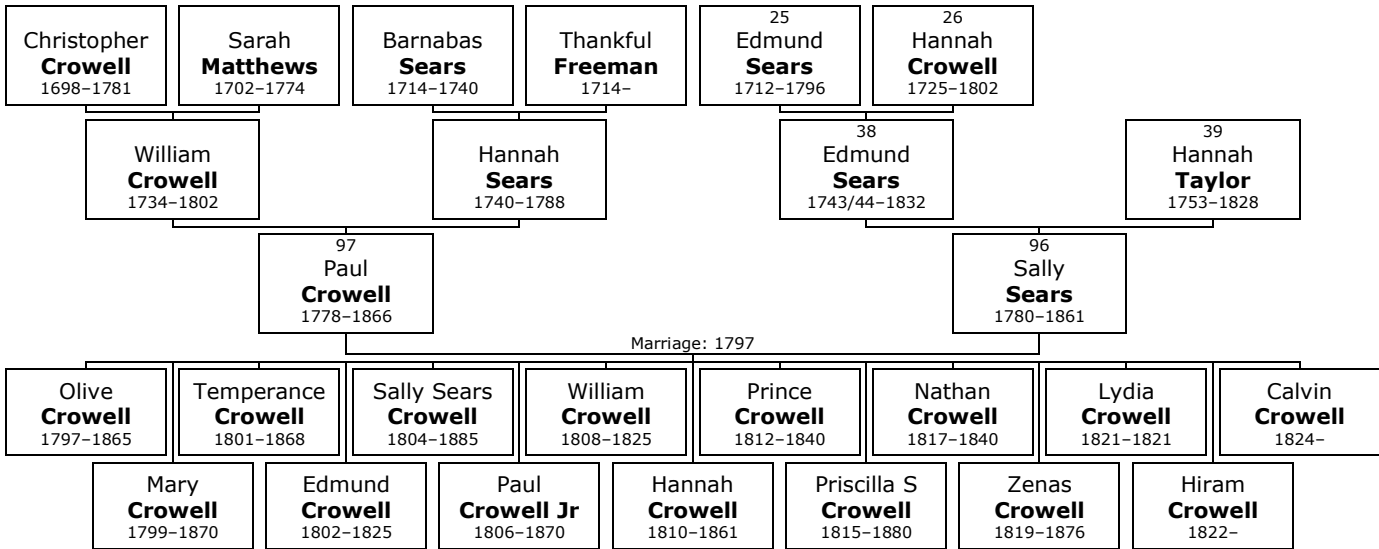 Christopher
Crowell
1698–1781
Sarah
Matthews
1702–1774
Barnabas
Sears
1714–1740
Thankful
Freeman
1714–
25
Edmund
Sears
1712–1796
26
Hannah
Crowell
1725–1802
William
Crowell
1734–1802
Hannah
Sears
1740–1788
38
Edmund
Sears
1743/44–1832
39
Hannah
Taylor
1753–1828
97
Paul
Crowell
1778–1866
96
Sally
Sears
1780–1861
Marriage: 1797
Olive
Crowell
1797–1865
Temperance
Crowell
1801–1868
Sally Sears
Crowell
1804–1885
William
Crowell
1808–1825
Prince
Crowell
1812–1840
Nathan
Crowell
1817–1840
Lydia
Crowell
1821–1821
Calvin
Crowell
1824–
Mary
Crowell
1799–1870
Edmund
Crowell
1802–1825
Paul
Crowell Jr
1806–1870
Hannah
Crowell
1810–1861
Priscilla S
Crowell
1815–1880
Zenas
Crowell
1819–1876
Hiram
Crowell
1822–